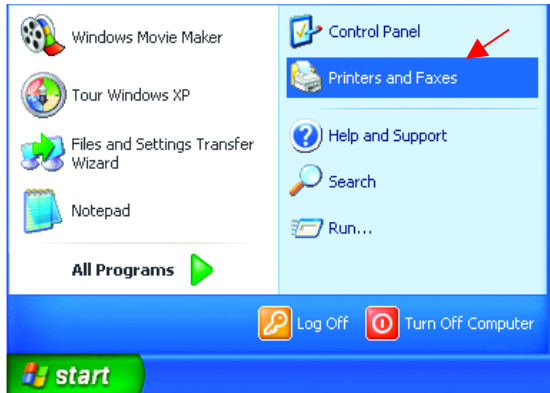 Windows Movie Maker
Tour Windows XP
Files and Settings Transfer
Wizard
Notepad
All Programs
Control Panel
Printers and Faxes
Help and Support
Search
Run...
Log Off
Turn Off Computer
start